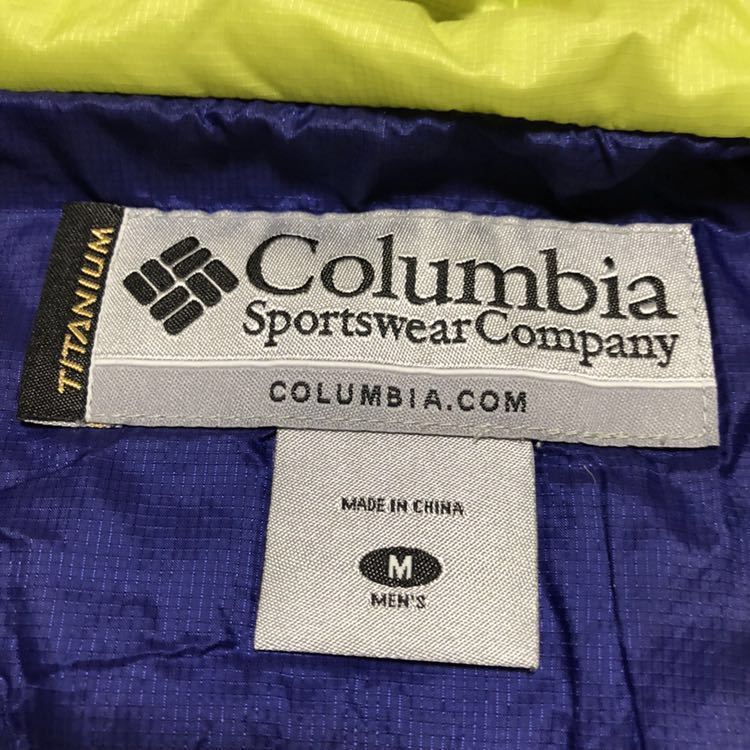 TITANIUM
Columbia
Sportswear Company
COLUMBIA.COM
MADE IN CHINA
M
MEN'S